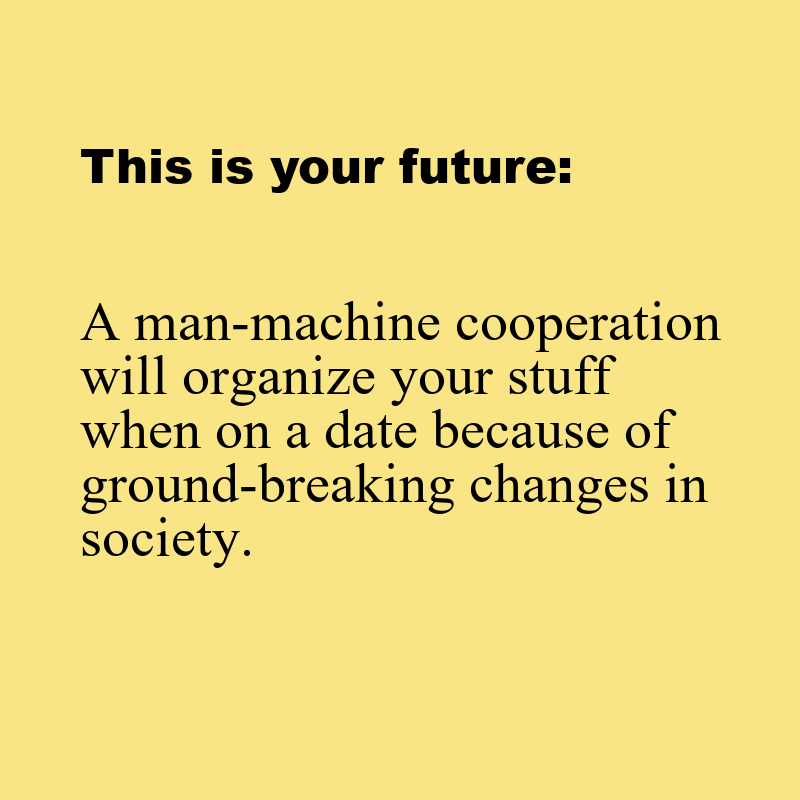 This is your future:
A man-machine cooperation
will organize your stuff
when on a date because of
ground-breaking changes in
society.